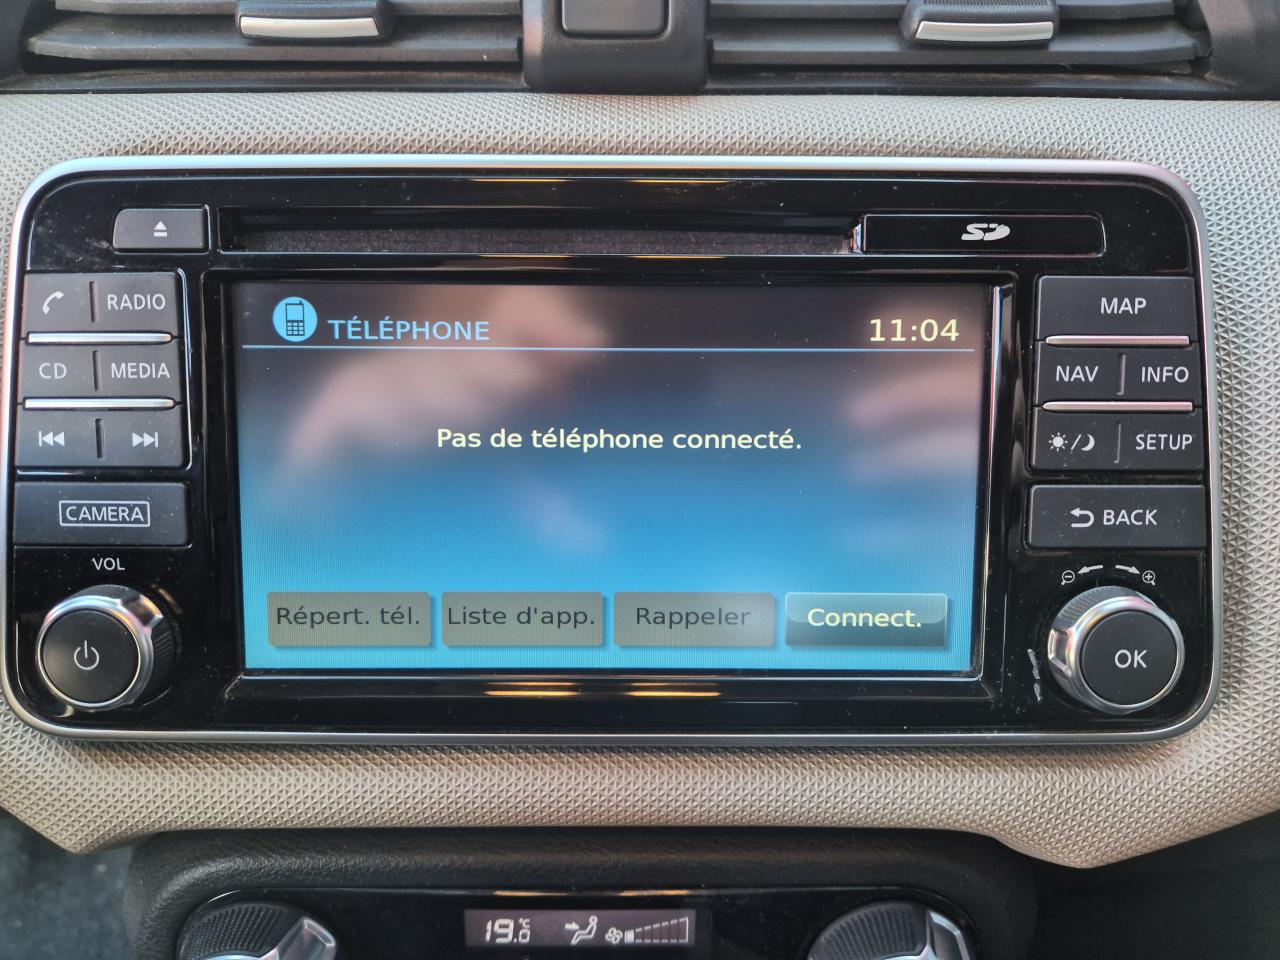 SD
RADIO
CD
MEDIA
CAMERA
VOL
TÉLÉPHONE
11:04
Pas de téléphone connecté.
Répert. tél.
Liste d'app.
Rappeler
Connect.
MAP
NAV
INFO
SETUP
BACK
OK
19.0°C